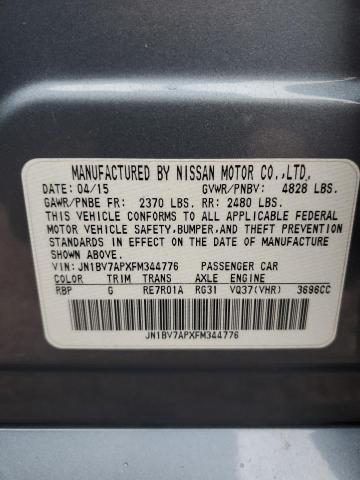 MANUFACTURED BY NISSAN MOTOR CO.,LTD.
DATE: 04/15 GVWR/PNBV: 4828 LBS.
GAWR/PNBE FR: 2370 LBS. RR: 2480 LBS.
THIS VEHICLE CONFORMS TO ALL APPLICABLE FEDERAL
MOTOR VEHICLE SAFETY,BUMPER,AND THEFT PREVENTION
STANDARDS IN EFFECT ON THE DATE OF MANUFACTURE
SHOWN ABOVE.
VIN: JN1BV7APXFM344776 PASSENGER CAR
COLOR TRIM TRANS AXLE ENGINE
RBP G RE7R01A RG31 VQ37(VHR) 3696CC
JN1BV7APXFM344776